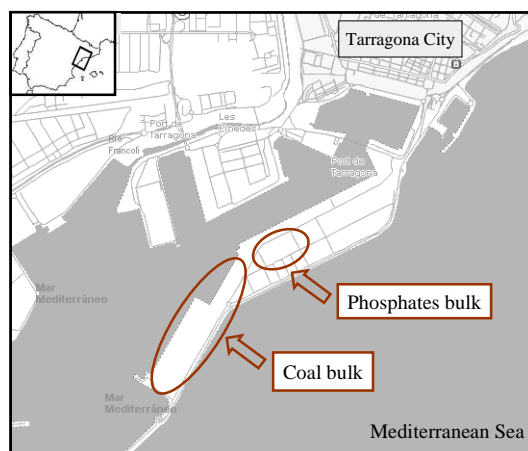 de Tarragona
Tarragona City
Port de
Tarragona
Les
Pinedes
Riu
Francolí
Port de
Tarragona
Mar
Mediterráneo
Phosphates bulk
Coal bulk
Mar
Mediterráneo
Mediterranean Sea